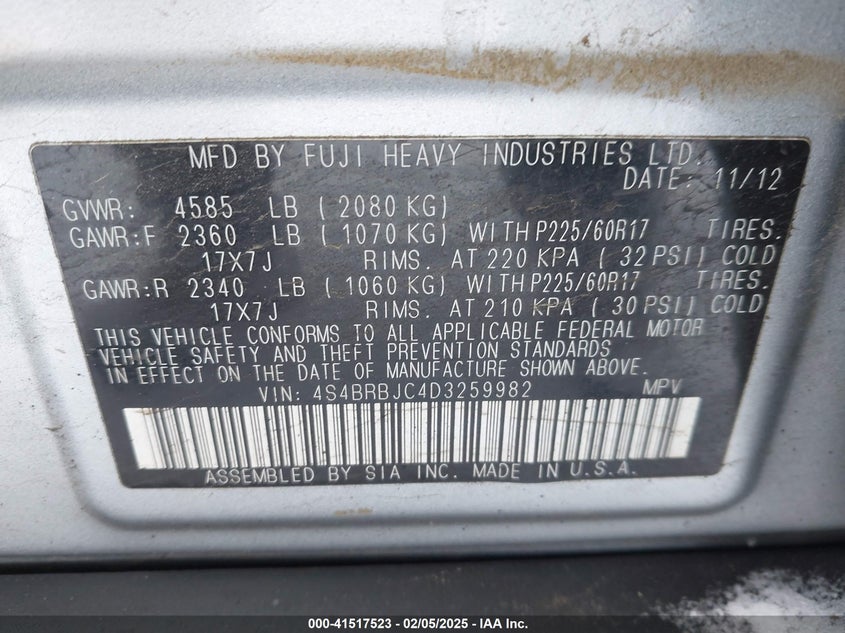 MFD BY FUJI HEAVY INDUSTRIES LTD.
DATE: 11/12
GVWR: 4585 LB ( 2080 KG)
GAWR:F 2360 LB ( 1070 KG) WITH P225/60R17 TIRES.
17X7J RIMS. AT 220 KPA ( 32 PSI) COLD
GAWR:R 2340 LB ( 1060 KG) WITH P225/60R17 TIRES.
17X7J RIMS. AT 210 KPA ( 30 PSI) COLD
THIS VEHICLE CONFORMS TO ALL APPLICABLE FEDERAL MOTOR
VEHICLE SAFETY AND THEFT PREVENTION STANDARDS
IN EFFECT ON THE DATE OF MANUFACTURE SHOWN ABOVE.
VIN: 4S4BRBJC4D3259982 MPV
ASSEMBLED BY SIA INC. MADE IN U.S.A.
000-41517523 - 02/05/2025 - IAA Inc.